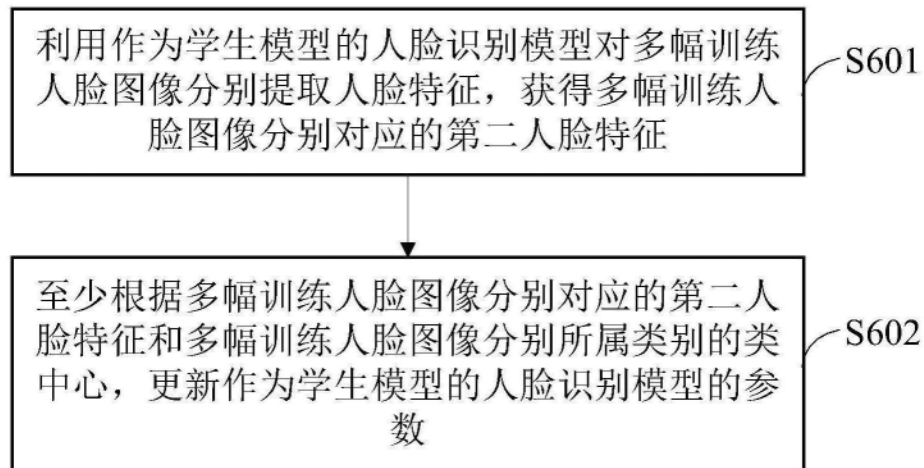 利用作为学生模型的人脸识别模型对多幅训练
人脸图像分别提取人脸特征，获得多幅训练人
脸图像分别对应的第二人脸特征
S601
至少根据多幅训练人脸图像分别对应的第二人
脸特征和多幅训练人脸图像分别所属类别的类
中心，更新作为学生模型的人脸识别模型的参
数
S602